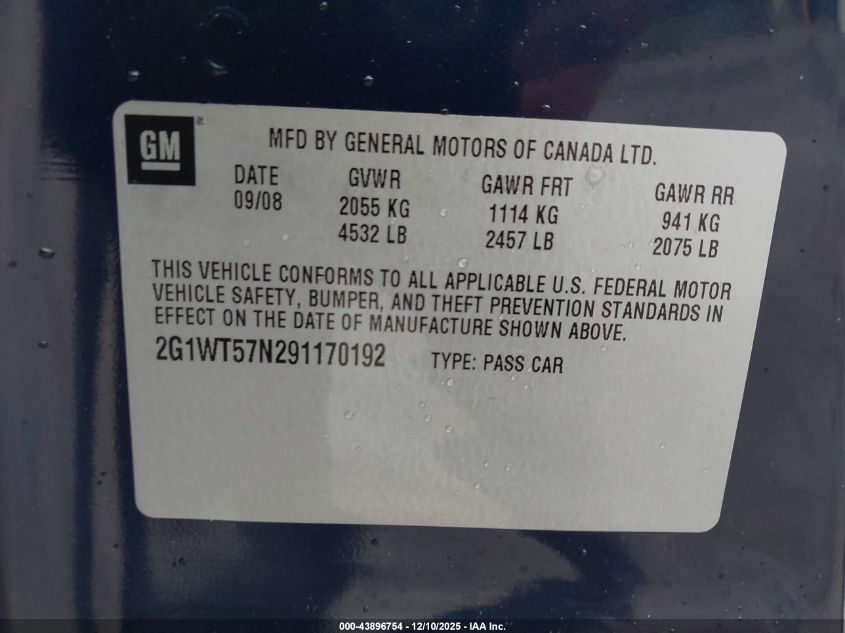 GM ®
MFD BY GENERAL MOTORS OF CANADA LTD.
DATE GVWR GAWR FRT GAWR RR
09/08 2055 KG 1114 KG 941 KG
4532 LB 2457 LB 2075 LB
THIS VEHICLE CONFORMS TO ALL APPLICABLE U.S. FEDERAL MOTOR
VEHICLE SAFETY, BUMPER, AND THEFT PREVENTION STANDARDS IN
EFFECT ON THE DATE OF MANUFACTURE SHOWN ABOVE.
2G1WT57N291170192 TYPE: PASS CAR
000-43896754 - 12/10/2025 - IAA Inc.